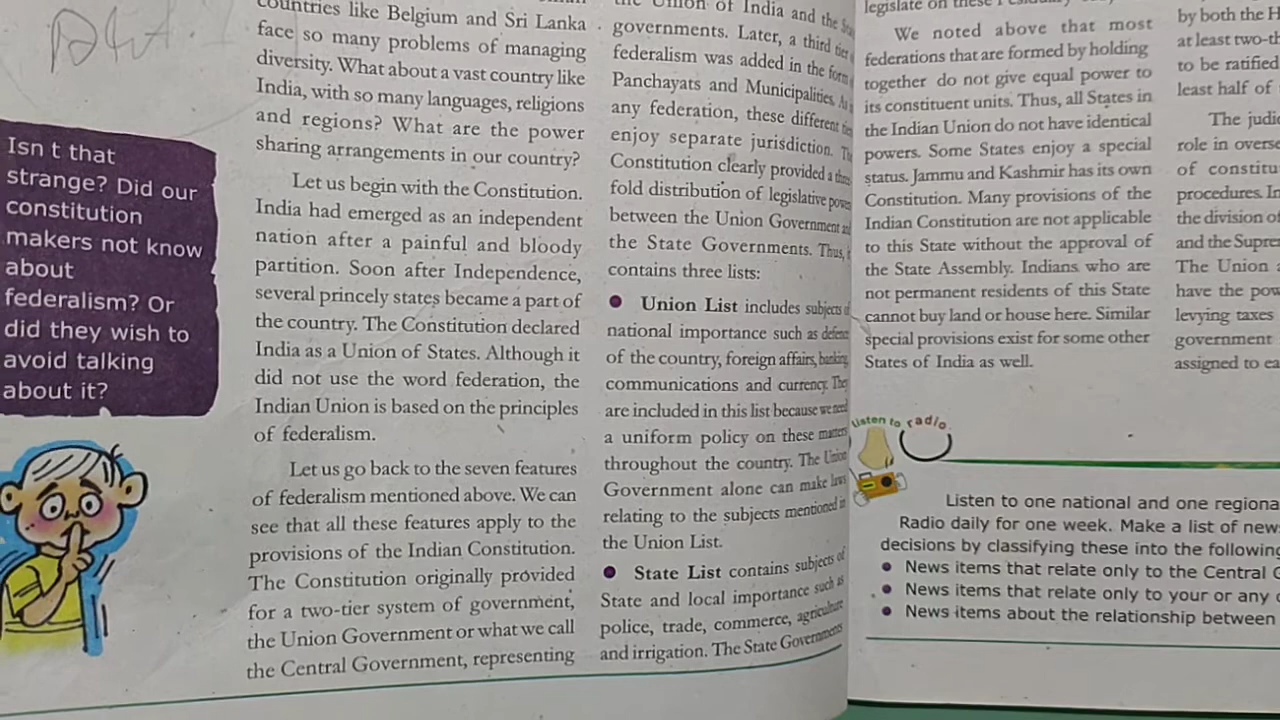 Isn t that
strange? Did our
constitution
makers not know
about
federalism? Or
did they wish to
avoid talking
about it?
countries like Belgium and Sri Lanka
face so many problems of managing
diversity. What about a vast country like
India, with so many languages, religions
and regions? What are the power
sharing arrangements in our country?
Let us begin with the Constitution.
India had emerged as an independent
nation after a painful and bloody
partition. Soon after Independence,
several princely states became a part of
the country. The Constitution declared
India as a Union of States. Although it
did not use the word federation, the
Indian Union is based on the principles
of federalism.
Let us go back to the seven features
of federalism mentioned above. We can
see that all these features apply to the
provisions of the Indian Constitution.
The Constitution originally provided
for a two-tier system of government,
the Union Government or what we call
the Central Government, representing
the Union of India and the
governments. Later, a third tier
federalism was added in the form of
Panchayats and Municipalities. As
any federation, these different tiers
enjoy separate jurisdiction. The
Constitution clearly provided a three
fold distribution of legislative powers
between the Union Government and
the State Governments. Thus, it
contains three lists:
● Union List includes subjects of
national importance such as defence
of the country, foreign affairs, banking,
communications and currency. They
are included in this list because we need
a uniform policy on these matters
throughout the country. The Union
Government alone can make laws
relating to the subjects mentioned in
the Union List.
● State List contains subjects of
State and local importance such as
police, trade, commerce, agriculture
and irrigation. The State Governments
legislate on these
We noted above that most
federations that are formed by holding
together do not give equal power to
its constituent units. Thus, all States in
the Indian Union do not have identical
powers. Some States enjoy a special
status. Jammu and Kashmir has its own
Constitution. Many provisions of the
Indian Constitution are not applicable
to this State without the approval of
the State Assembly. Indians who are
not permanent residents of this State
cannot buy land or house here. Similar
special provisions exist for some other
States of India as well.
by both the H
at least two-th
to be ratified
least half of
The judic
role in overse
of constitu
procedures. In
the division of
and the Suprem
The Union a
have the pow
levying taxes
government
assigned to ea
Listen to radio
Listen to one national and one regiona
Radio daily for one week. Make a list of new
decisions by classifying these into the following
● News items that relate only to the Central G
● News items that relate only to your or any
● News items about the relationship between